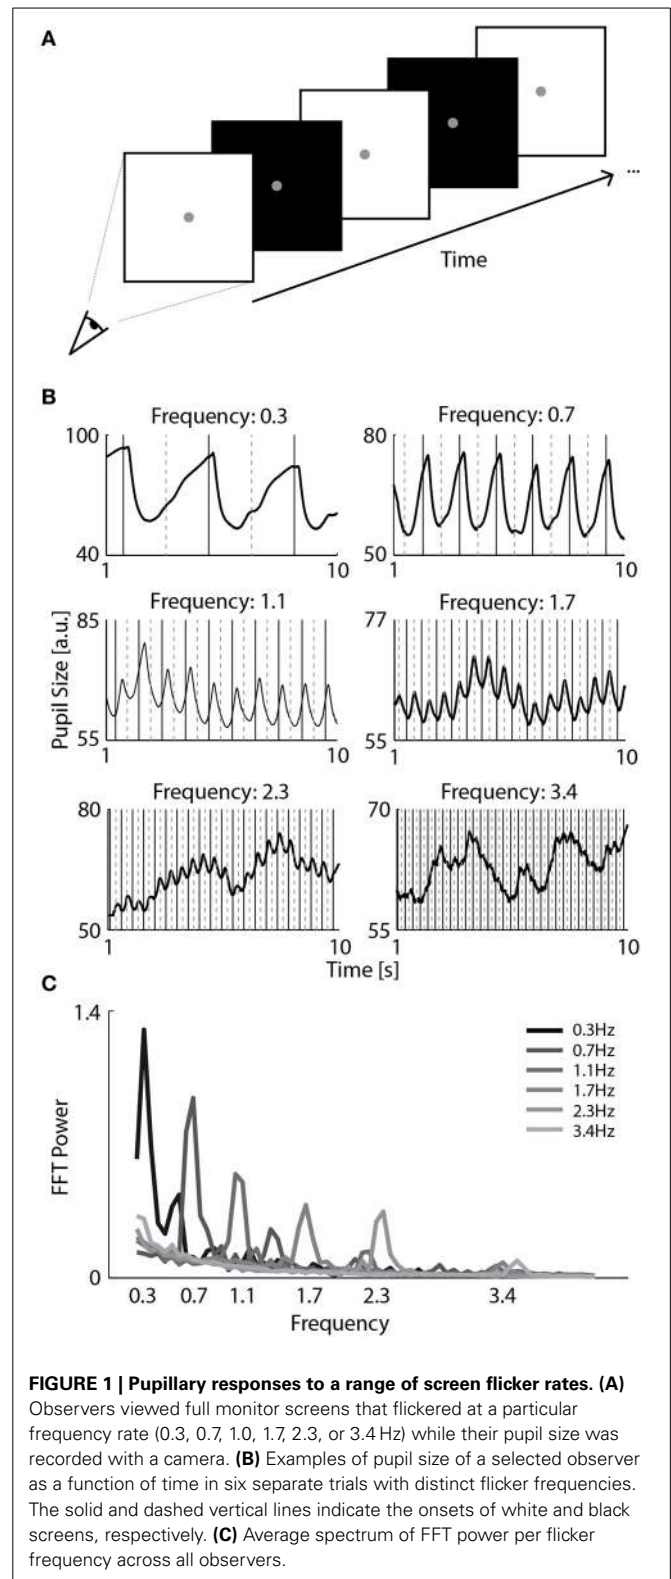 A
...
Time
B
Frequency: 0.3
Frequency: 0.7
100
80
40
50
1
10
1
10
Frequency: 1.1
Frequency: 1.7
85
77
Pupil Size [a.u.]
55
55
1
10
1
10
Frequency: 2.3
Frequency: 3.4
80
70
50
55
1
10
1
10
Time [s]
C
1.4
0.3Hz
0.7Hz
1.1Hz
1.7Hz
2.3Hz
3.4Hz
FFT Power
0
0.3 0.7 1.1 1.7 2.3 3.4
Frequency
FIGURE 1 | Pupillary responses to a range of screen flicker rates. (A)
Observers viewed full monitor screens that flickered at a particular
frequency rate (0.3, 0.7, 1.0, 1.7, 2.3, or 3.4 Hz) while their pupil size was
recorded with a camera. (B) Examples of pupil size of a selected observer
as a function of time in six separate trials with distinct flicker frequencies.
The solid and dashed vertical lines indicate the onsets of white and black
screens, respectively. (C) Average spectrum of FFT power per flicker
frequency across all observers.